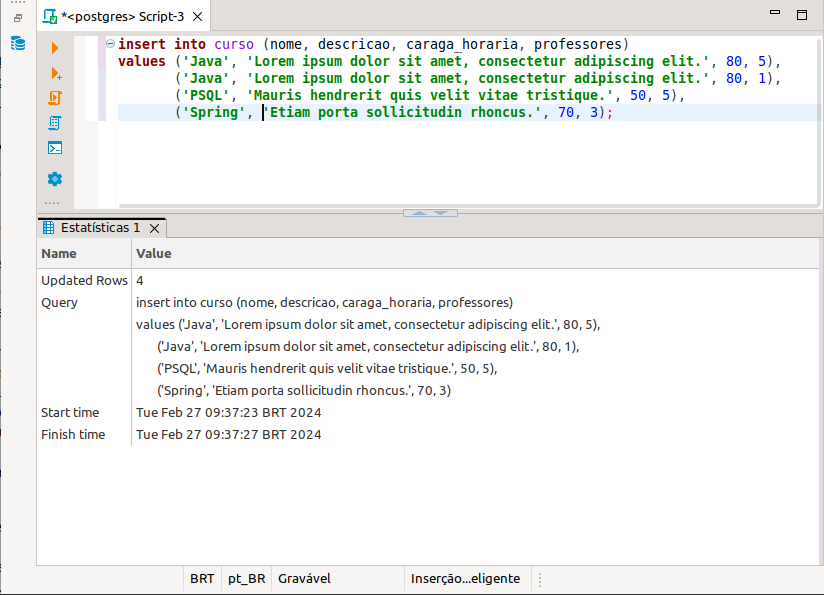 *<postgres> Script-3
insert into curso (nome, descricao, caraga_horaria, professores)
values ('Java', 'Lorem ipsum dolor sit amet, consectetur adipiscing elit.', 80, 5),
('Java', 'Lorem ipsum dolor sit amet, consectetur adipiscing elit.', 80, 1),
('PSQL', 'Mauris hendrerit quis velit vitae tristique.', 50, 5),
('Spring', 'Etiam porta sollicitudin rhoncus.', 70, 3);
Estatísticas 1
Name Value
Updated Rows 4
Query insert into curso (nome, descricao, caraga_horaria, professores)
values ('Java', 'Lorem ipsum dolor sit amet, consectetur adipiscing elit.', 80, 5),
('Java', 'Lorem ipsum dolor sit amet, consectetur adipiscing elit.', 80, 1),
('PSQL', 'Mauris hendrerit quis velit vitae tristique.', 50, 5),
('Spring', 'Etiam porta sollicitudin rhoncus.', 70, 3)
Start time Tue Feb 27 09:37:23 BRT 2024
Finish time Tue Feb 27 09:37:27 BRT 2024
BRT pt_BR Gravável Inserção...eligente